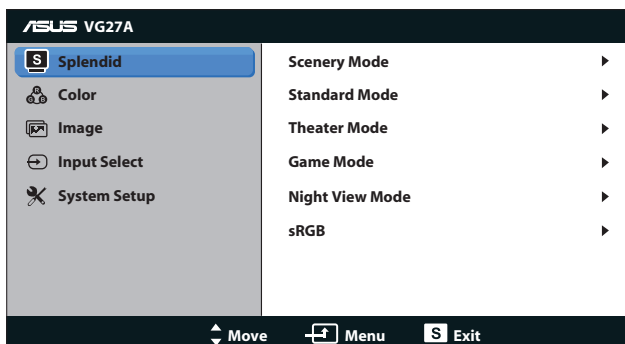 ASUS VG27A
S Splendid
Color
Image
Input Select
System Setup
Scenery Mode
Standard Mode
Theater Mode
Game Mode
Night View Mode
sRGB
Move Menu S Exit